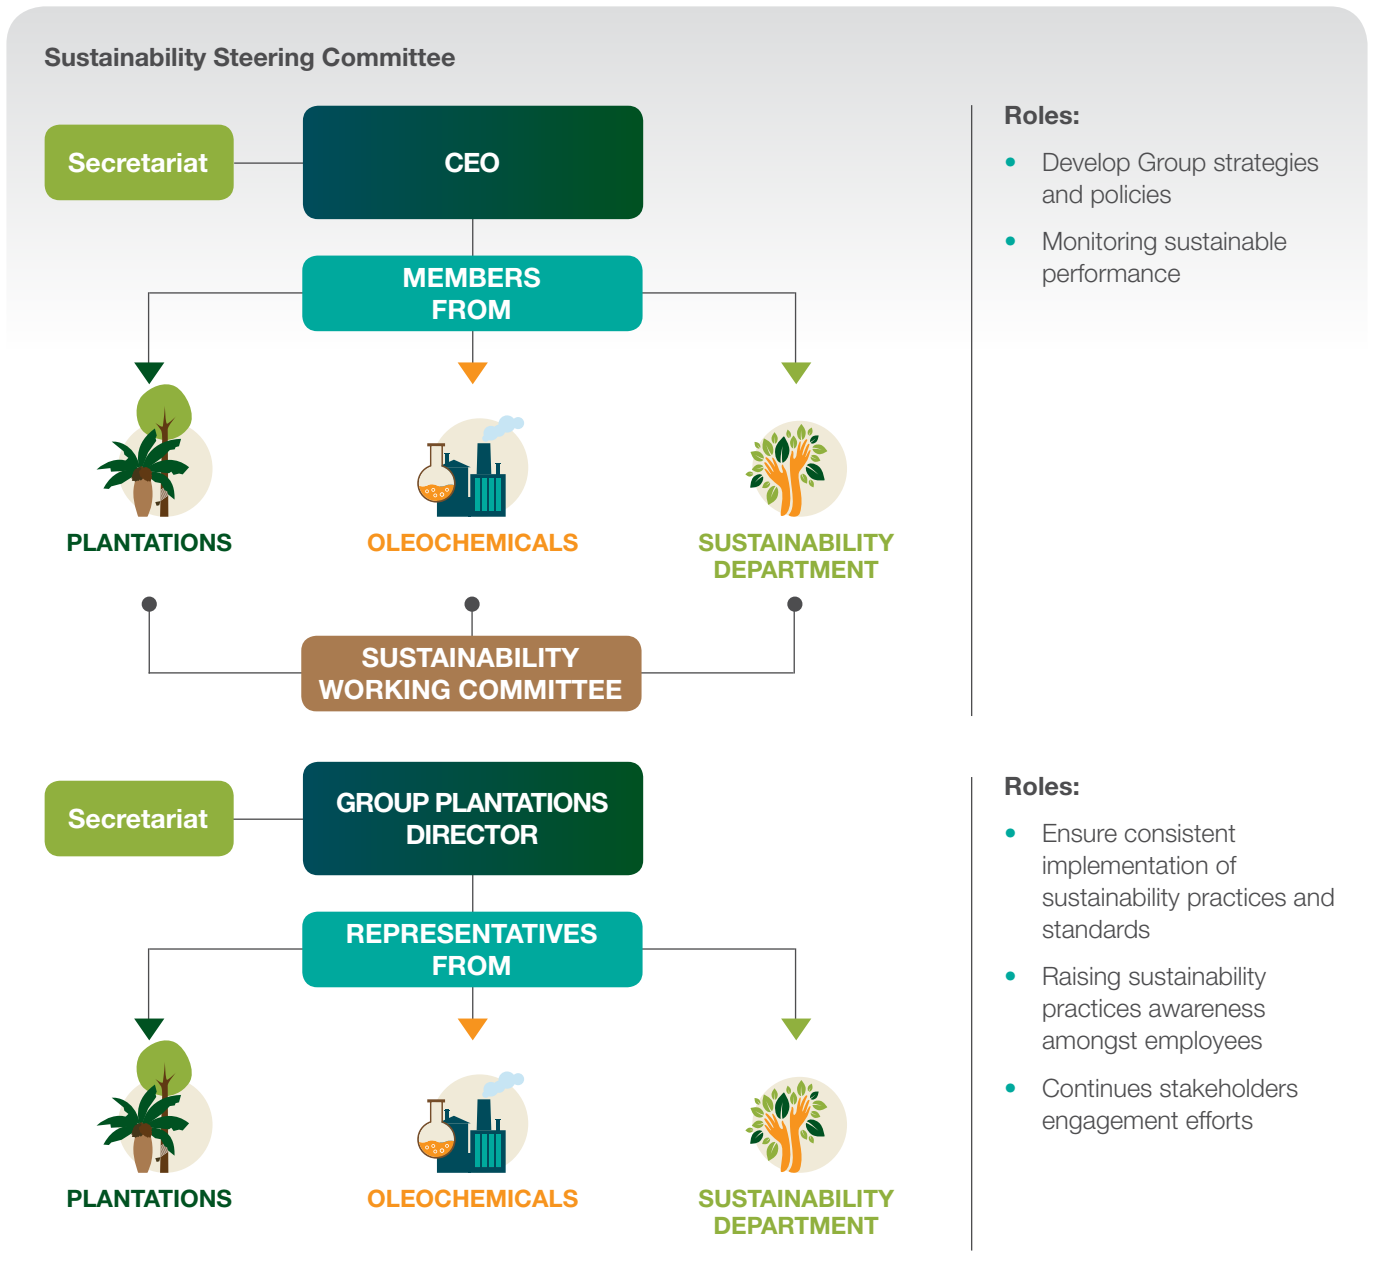 Sustainability Steering Committee
Secretariat
CEO
MEMBERS
FROM
PLANTATIONS
OLEOCHEMICALS
SUSTAINABILITY
DEPARTMENT
SUSTAINABILITY
WORKING COMMITTEE
Roles:
• Develop Group strategies
and policies
• Monitoring sustainable
performance
Secretariat
GROUP PLANTATIONS
DIRECTOR
REPRESENTATIVES
FROM
PLANTATIONS
OLEOCHEMICALS
SUSTAINABILITY
DEPARTMENT
Roles:
• Ensure consistent
implementation of
sustainability practices and
standards
• Raising sustainability
practices awareness
amongst employees
• Continues stakeholders
engagement efforts